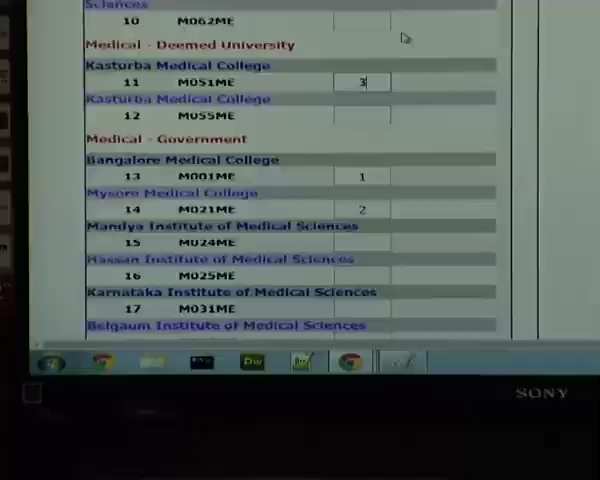 Sciences
10 M062ME
Medical - Deemed University
Kasturba Medical College
11 M051ME 3
Kasturba Medical College
12 M055ME
Medical - Government
Bangalore Medical College
13 M001ME 1
Mysore Medical College
14 M021ME 2
Mandya Institute of Medical Sciences
15 M024ME
Hassan Institute of Medical Sciences
16 M025ME
Karnataka Institute of Medical Sciences
17 M031ME
Belgaum Institute of Medical Sciences
Dw
SONY